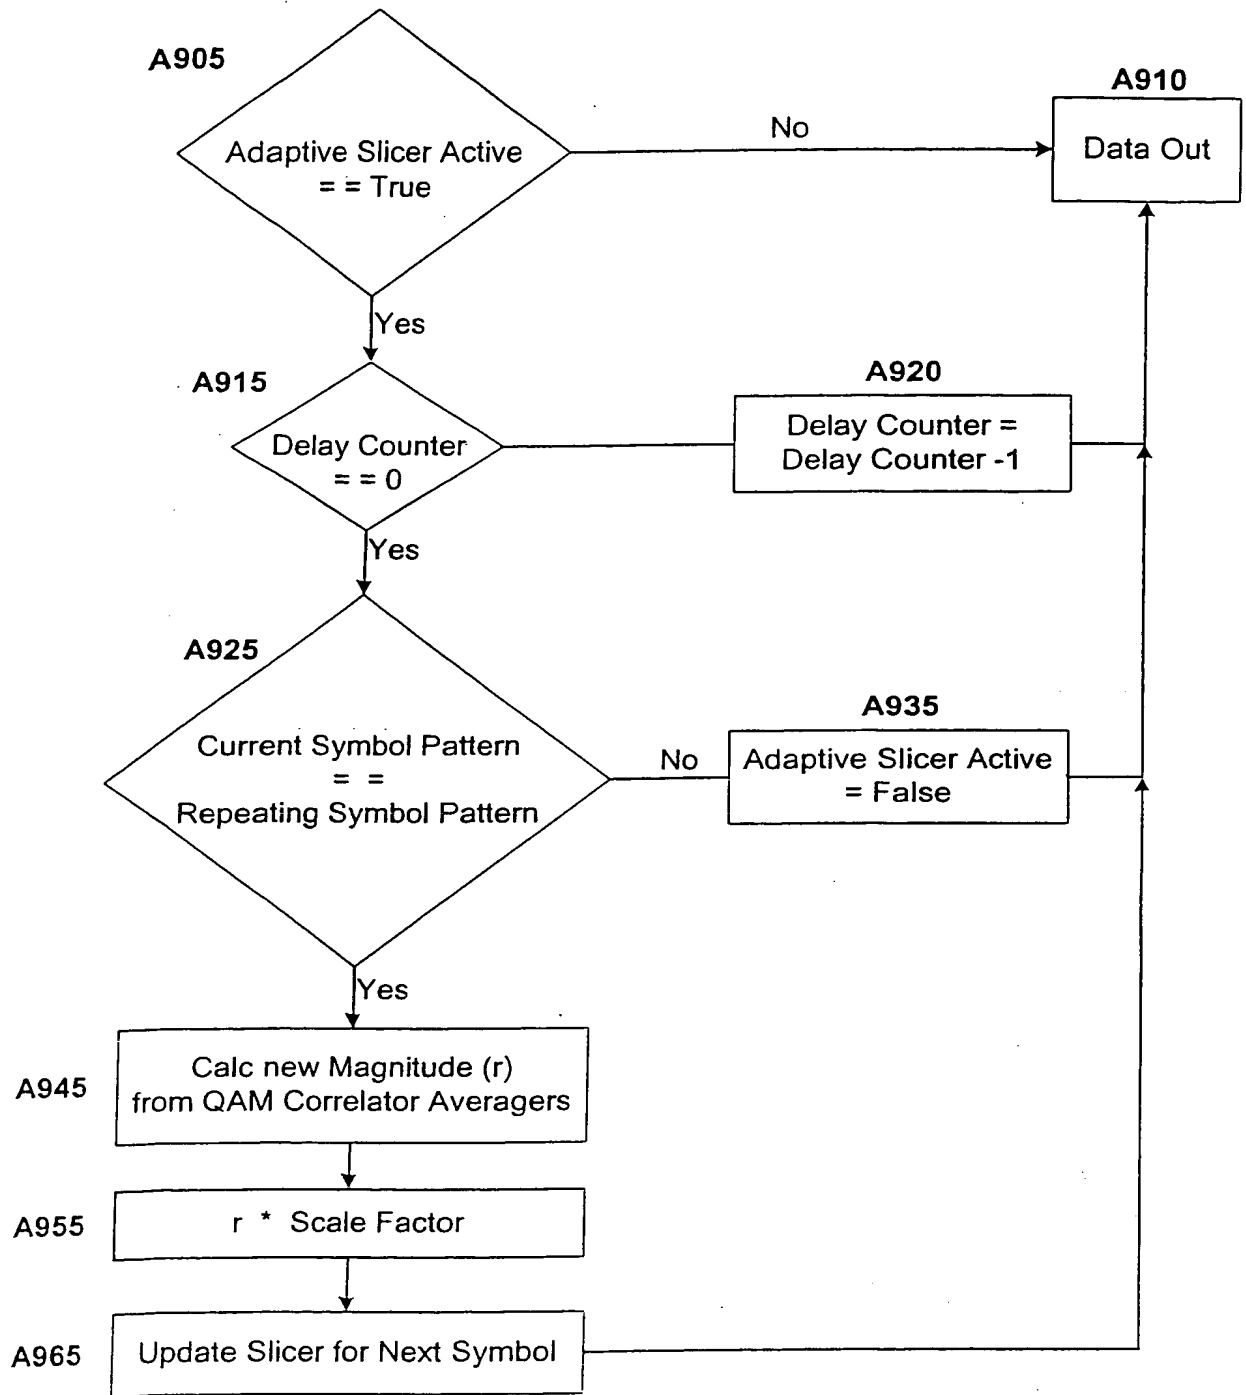 A905
Adaptive Slicer Active
= = True
No
A910
Data Out
Yes
A915
Delay Counter
= = 0
A920
Delay Counter =
Delay Counter -1
Yes
A925
Current Symbol Pattern
= =
Repeating Symbol Pattern
No
A935
Adaptive Slicer Active
= False
Yes
A945
Calc new Magnitude (r)
from QAM Correlator Averagers
A955
r * Scale Factor
A965
Update Slicer for Next Symbol